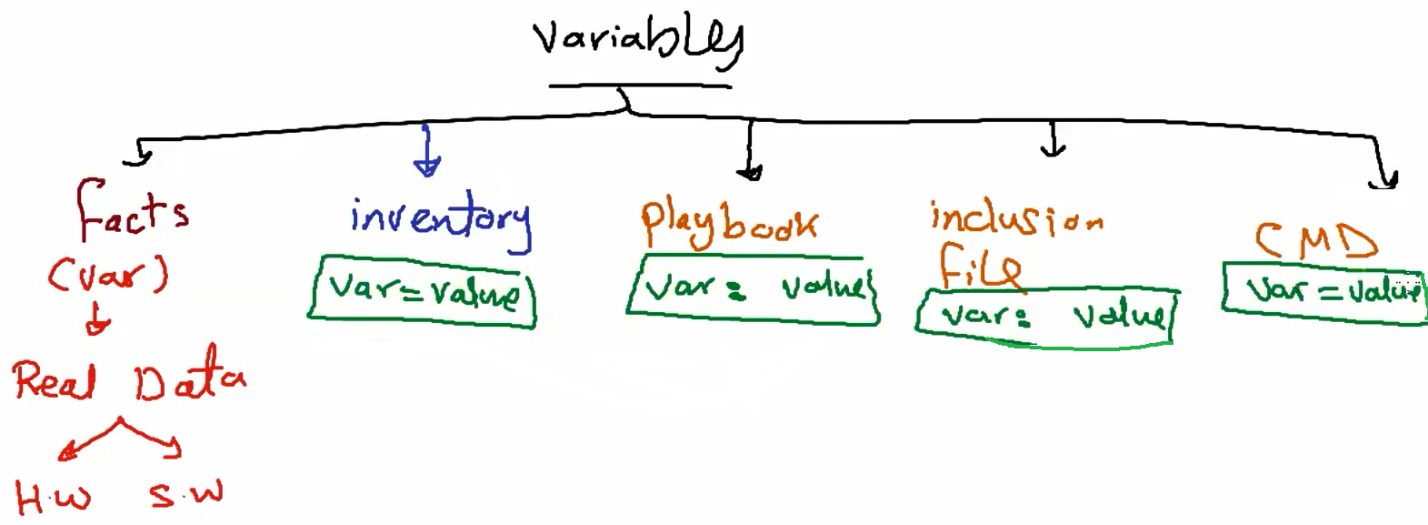 Variables
Facts
(var)
Real Data
H.W S.W
inventory
Var=value
Playbook
Var: value
inclusion
File
var: value
CMD
Var=value